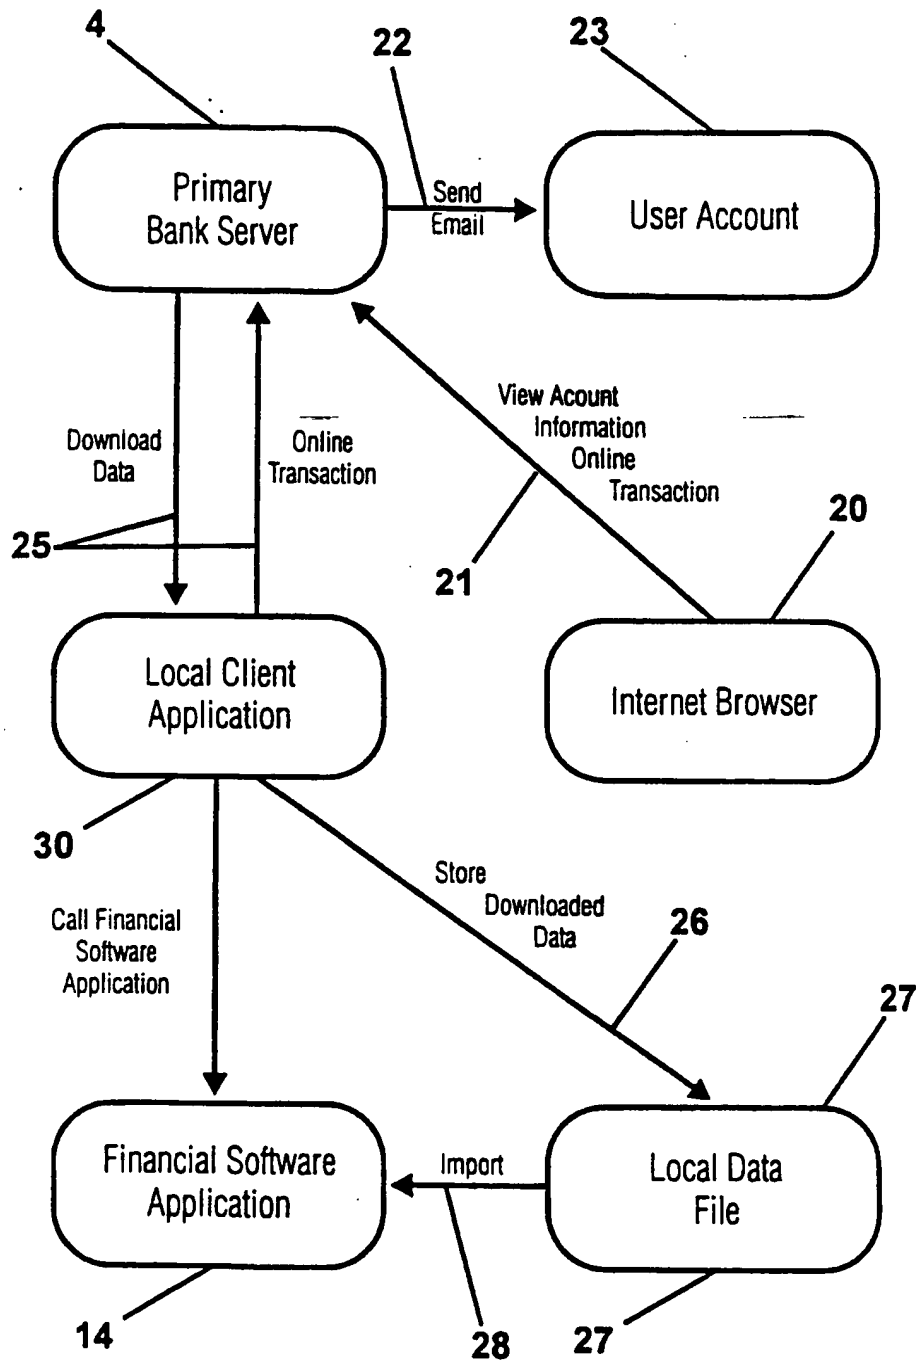 4
22
23
Primary
Bank Server
Send
Email
User Account
View Acount
Information
Online
Transaction
Download
Data
Online
Transaction
25
21
20
Local Client
Application
Internet Browser
30
Store
Downloaded
Data
Call Financial
Software
Application
26
27
Financial Software
Application
Import
Local Data
File
14
28
27